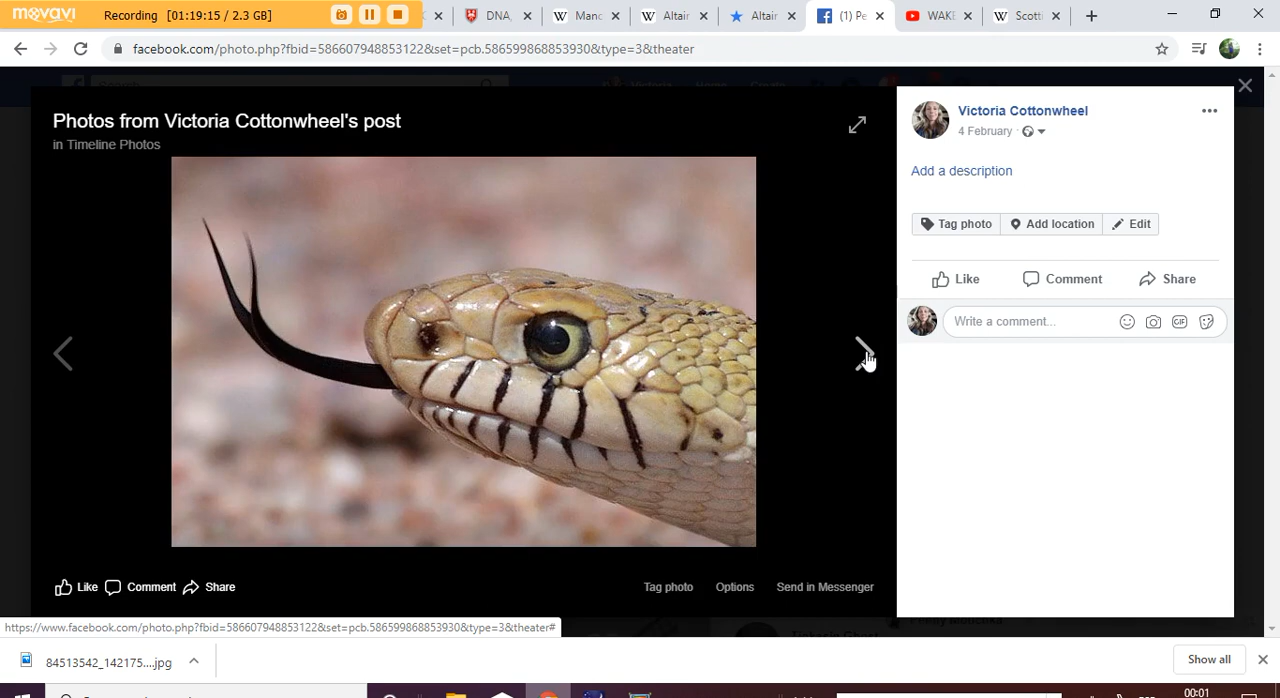 movavi Recording [01:19:15 / 2.3 GB]
DNA, Manc Altair Altair (1) Pe WAKE Scotti
facebook.com/photo.php?fbid=586607948853122&set=pcb.586599868853930&type=3&theater
Photos from Victoria Cottonwheel's post
in Timeline Photos
Victoria Cottonwheel
4 February
Add a description
Tag photo Add location Edit
Like Comment Share
Write a comment... GIF
Like Comment Share Tag photo Options Send in Messenger
https://www.facebook.com/photo.php?fbid=586607948853122&set=pcb.586599868853930&type=3&theater#
84513542_142175....jpg Show all
00:01